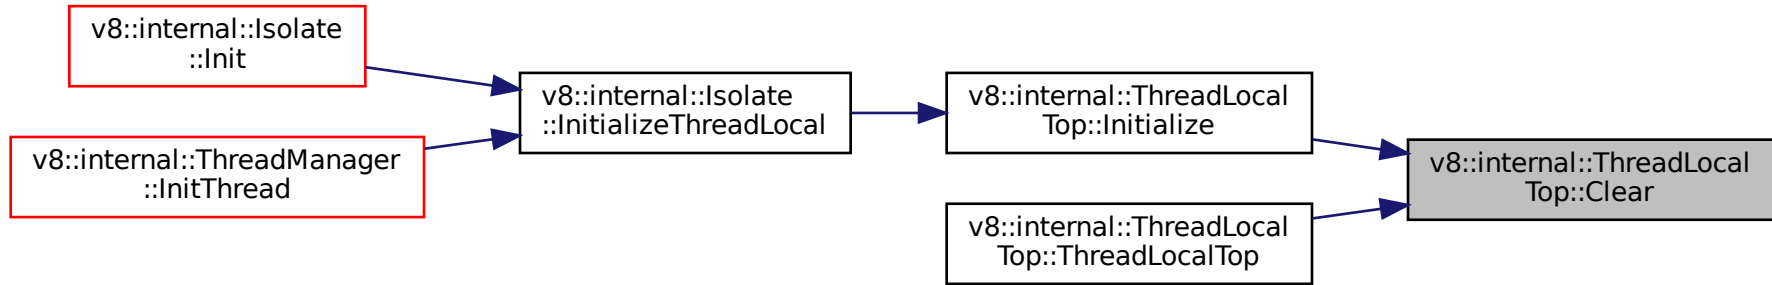 v8::internal::Isolate
::Init
v8::internal::ThreadManager
::InitThread
v8::internal::Isolate
::InitializeThreadLocal
v8::internal::ThreadLocal
Top::Initialize
v8::internal::ThreadLocal
Top::ThreadLocalTop
v8::internal::ThreadLocal
Top::Clear